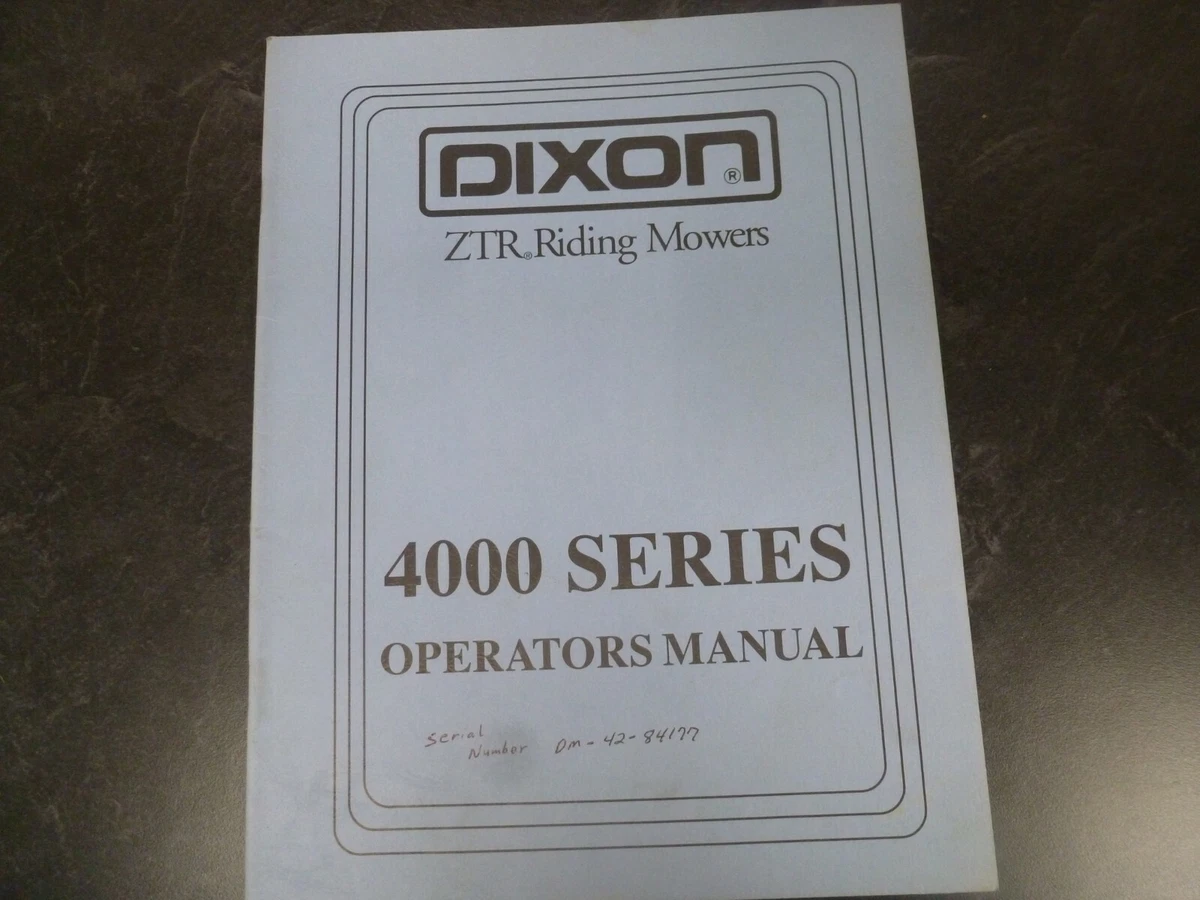 DIXON®
ZTR® Riding Mowers
4000 SERIES
OPERATORS MANUAL
Serial
Number DM-42-84177